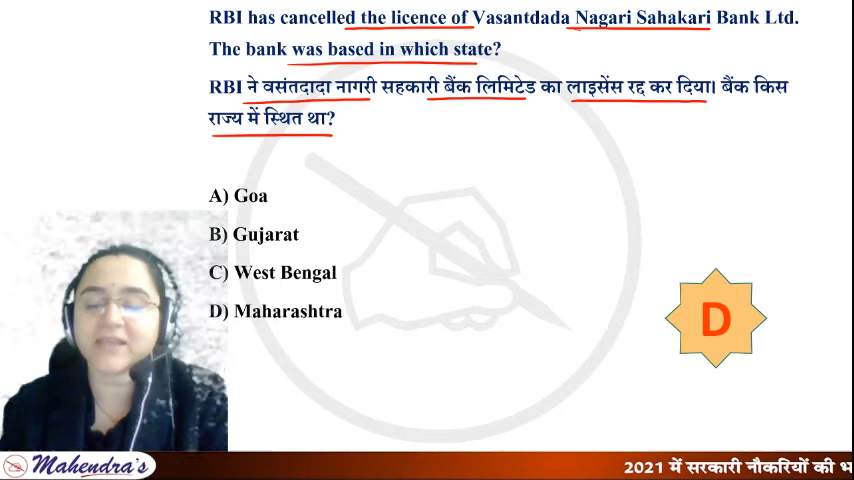 RBI has cancelled the licence of Vasantdada Nagari Sahakari Bank Ltd.
The bank was based in which state?
RBI ने वसंतदादा नागरी सहकारी बैंक लिमिटेड का लाइसेंस रद्द कर दिया। बैंक किस
राज्य में स्थित था?
A) Goa
B) Gujarat
C) West Bengal
D) Maharashtra
D
Mahendra's
2021 में सरकारी नौकरियों की भ